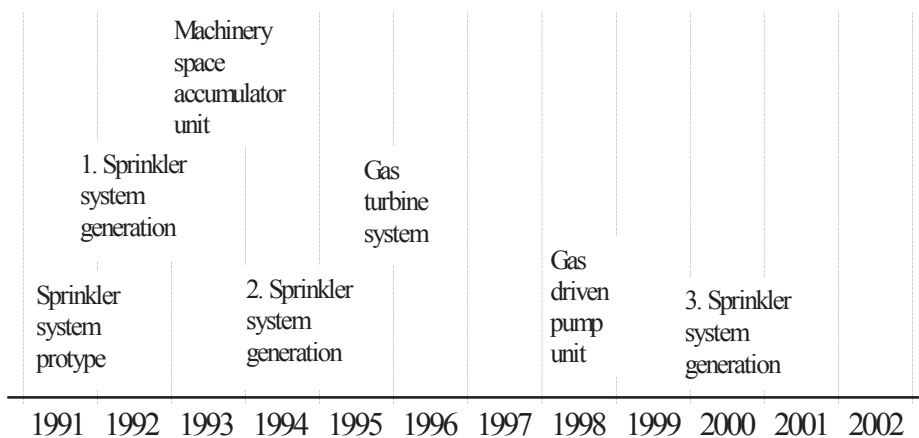 Machinery
space
accumulator
unit
1. Sprinkler
system
generation
Gas
turbine
system
Sprinkler
system
protype
2. Sprinkler
system
generation
Gas
driven
pump
unit
3. Sprinkler
system
generation
1991 1992 1993 1994 1995 1996 1997 1998 1999 2000 2001 2002